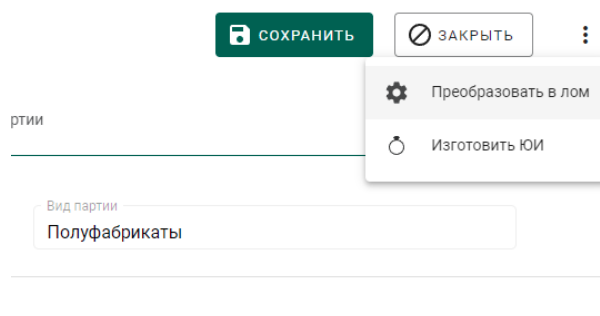 СОХРАНИТЬ
ЗАКРЫТЬ
Преобразовать в лом
ртии
Изготовить ЮИ
Вид партии
Полуфабрикаты